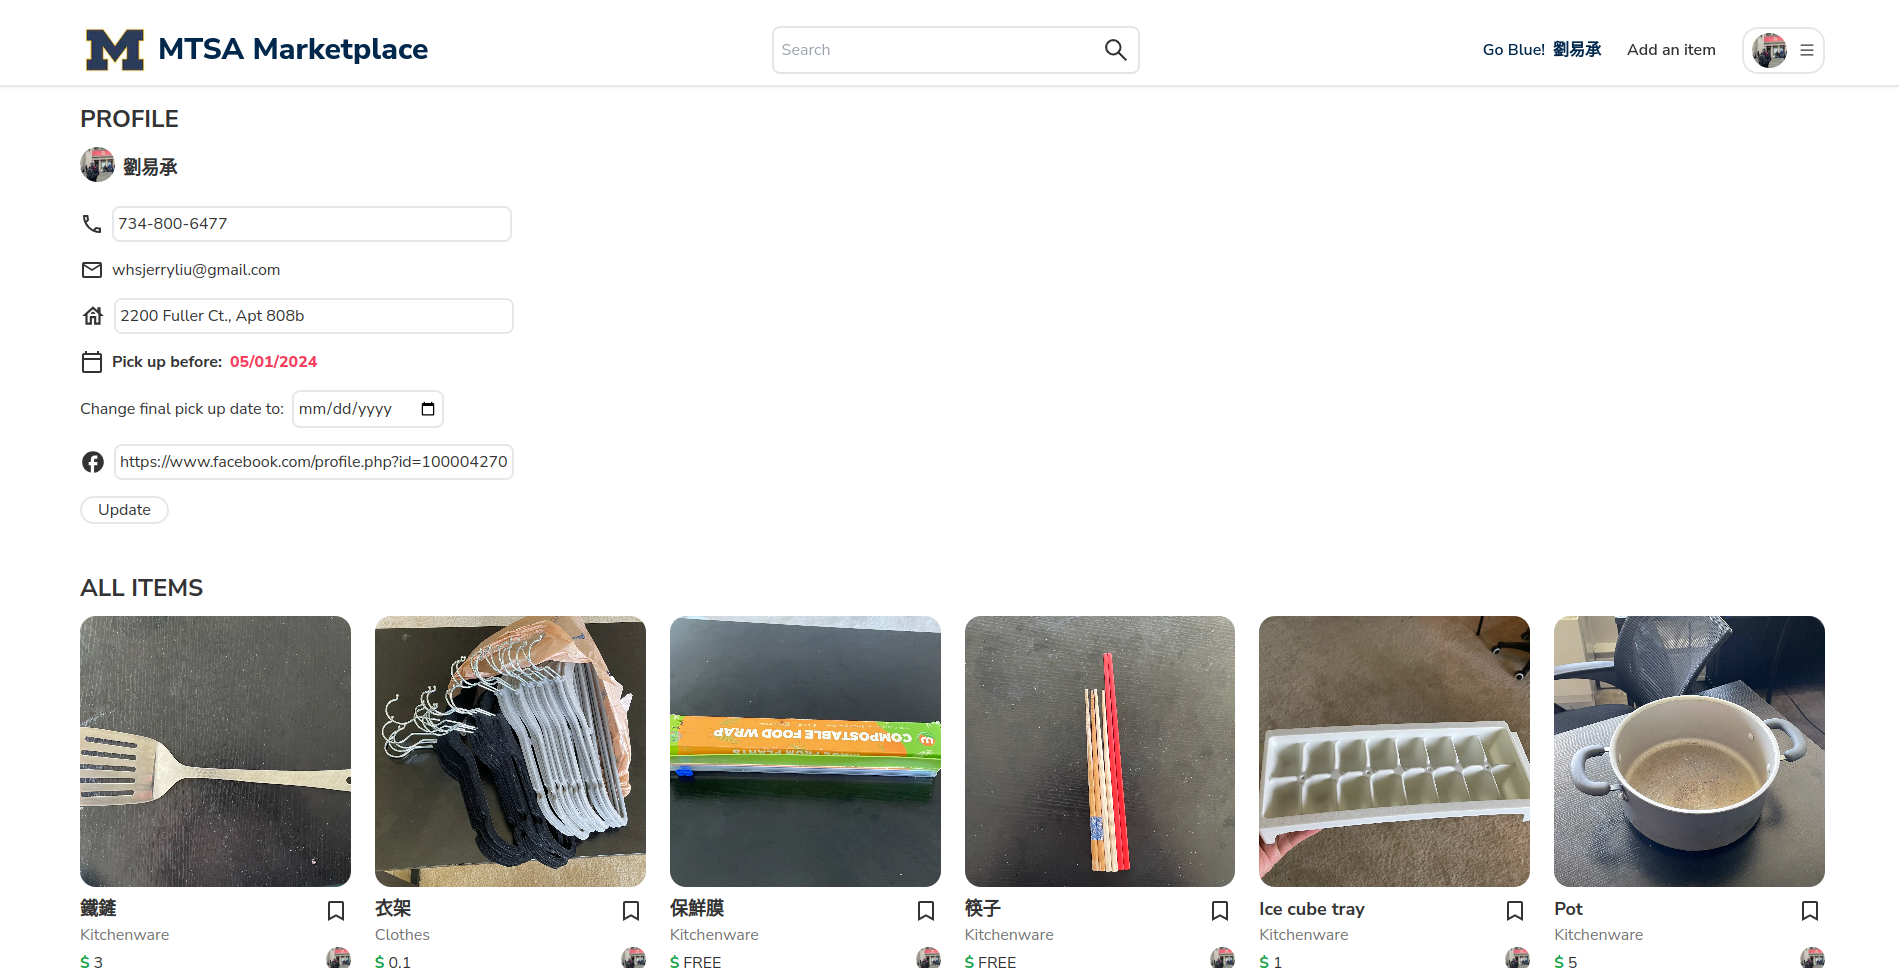 M MTSA Marketplace
Search
Go Blue! 劉易承
Add an item
PROFILE
劉易承
734-800-6477
whsjerryliu@gmail.com
2200 Fuller Ct., Apt 808b
Pick up before: 05/01/2024
Change final pick up date to: mm/dd/yyyy
https://www.facebook.com/profile.php?id=100004270
Update
ALL ITEMS
COMPOSTABLE FOOD WRAP
鐵鏟
Kitchenware
$ 3
衣架
Clothes
$ 0.1
保鮮膜
Kitchenware
$ FREE
筷子
Kitchenware
$ FREE
Ice cube tray
Kitchenware
$ 1
Pot
Kitchenware
$ 5